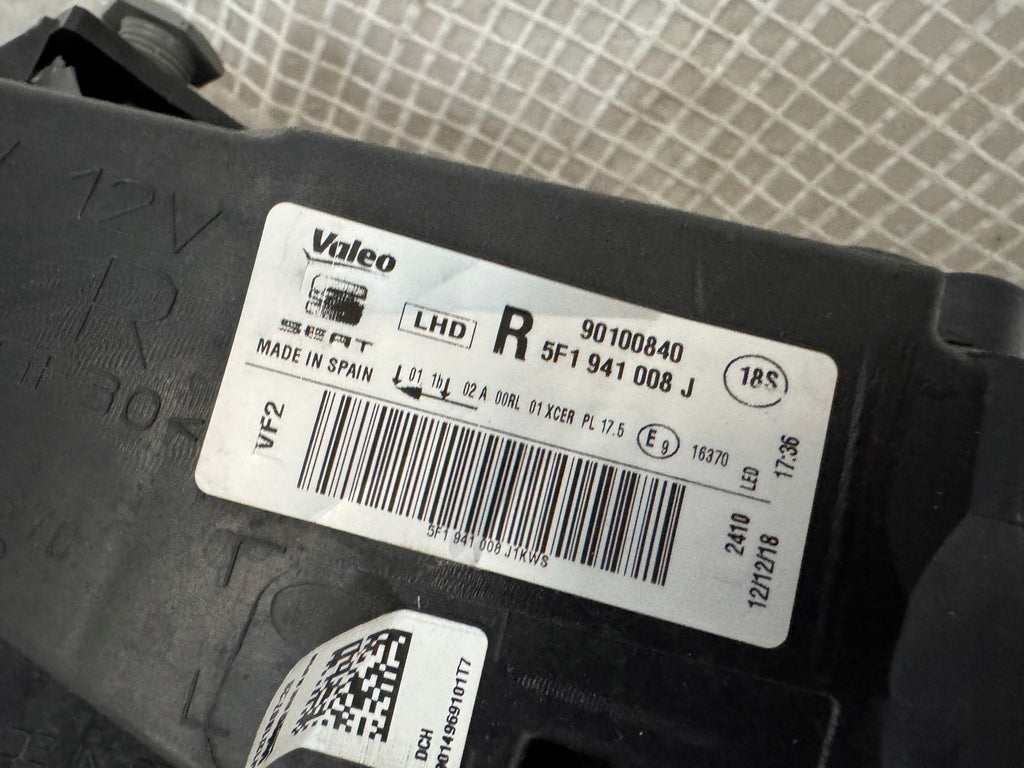 12V
R
Valeo
SEAT
LHD
R
90100840
5F1 941 008 J
18S
MADE IN SPAIN
01 1b 02 A 00RL 01 XCER PL 17.5 E9 16370
LED
17:36
VF2
5F1 941 008 J1KWS
2410
12/12/18
DCH